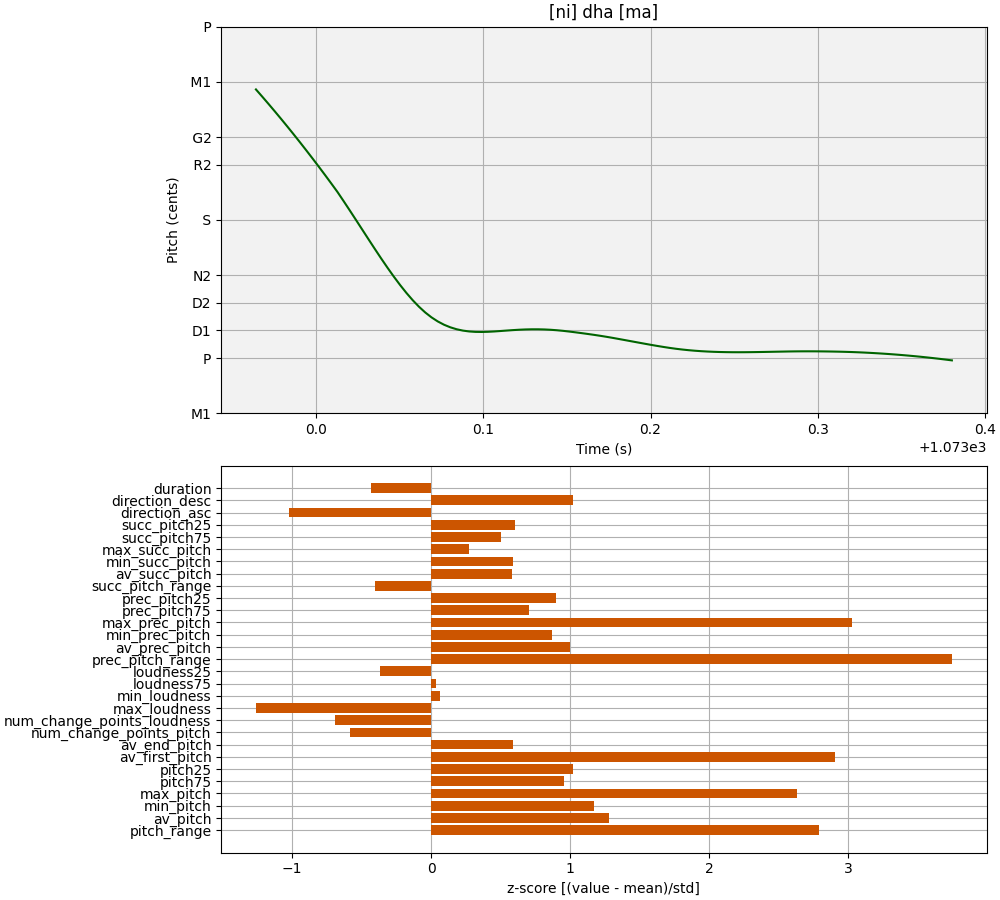 [ni] dha [ma]
P
M1
G2
R2
S
N2
D2
D1
P
M1
Pitch (cents)
0.0 0.1 0.2 0.3 0.4
Time (s)
+1.073e3
duration
direction_desc
direction_asc
succ_pitch25
succ_pitch75
max_succ_pitch
min_succ_pitch
av_succ_pitch
succ_pitch_range
prec_pitch25
prec_pitch75
max_prec_pitch
min_prec_pitch
av_prec_pitch
prec_pitch_range
loudness25
loudness75
min_loudness
max_loudness
num_change_points_loudness
num_change_points_pitch
av_end_pitch
av_first_pitch
pitch25
pitch75
max_pitch
min_pitch
av_pitch
pitch_range
−1 0 1 2 3
z-score [(value - mean)/std]